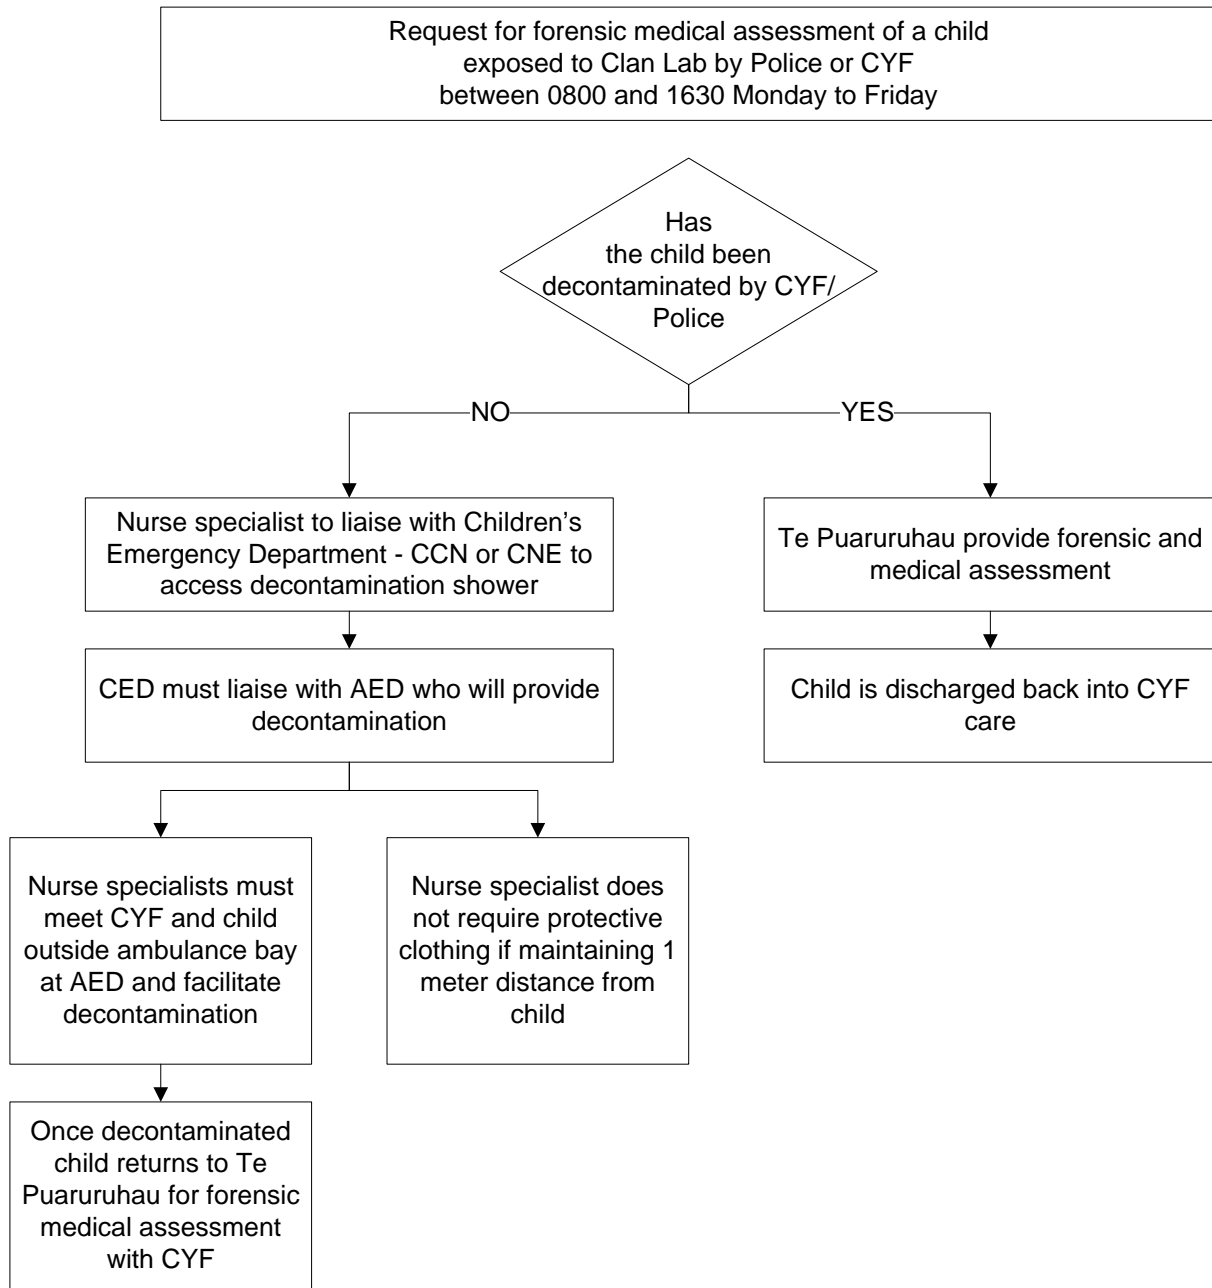 Request for forensic medical assessment of a child
exposed to Clan Lab by Police or CYF
between 0800 and 1630 Monday to Friday
Has
the child been
decontaminated by CYF/
Police
NO
YES
Nurse specialist to liaise with Children's
Emergency Department - CCN or CNE to
access decontamination shower
Te Puaruruhau provide forensic and
medical assessment
CED must liaise with AED who will provide
decontamination
Child is discharged back into CYF
care
Nurse specialists must
meet CYF and child
outside ambulance bay
at AED and facilitate
decontamination
Nurse specialist does
not require protective
clothing if maintaining 1
meter distance from
child
Once decontaminated
child returns to Te
Puaruruhau for forensic
medical assessment
with CYF